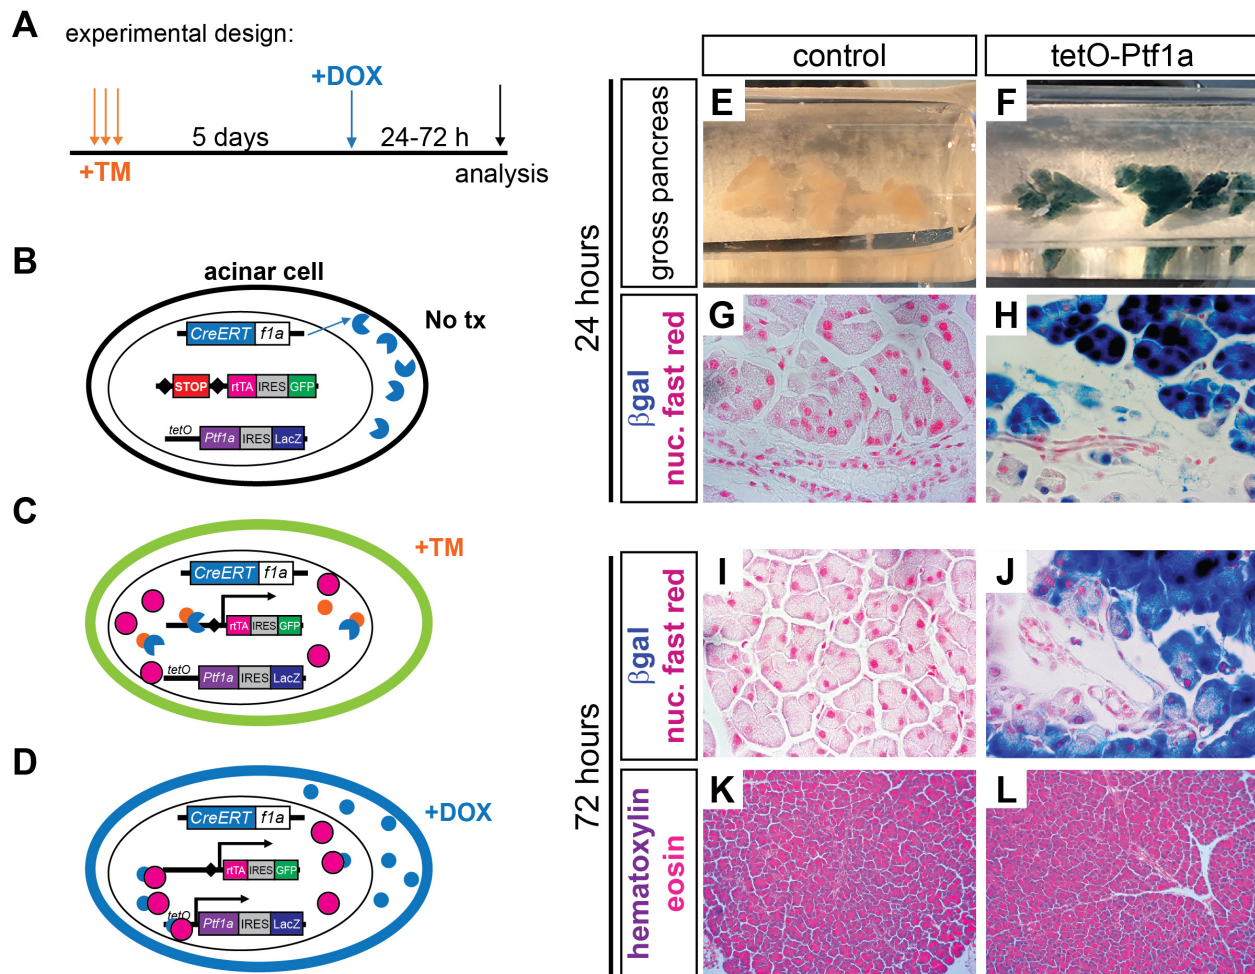 A
experimental design:
+DOX
5 days
24-72 h
+TM
analysis
B
acinar cell
No tx
CreERT f1a
STOP rtTA IRES GFP
tetO
Ptf1a IRES LacZ
C
+TM
CreERT f1a
rtTA IRES GFP
tetO
Ptf1a IRES LacZ
D
+DOX
CreERT f1a
rtTA IRES GFP
tetO
Ptf1a IRES LacZ
control
tetO-Ptf1a
24 hours
gross pancreas
E
F
βgal
nuc. fast red
G
H
72 hours
βgal
nuc. fast red
I
J
hematoxylin
eosin
K
L